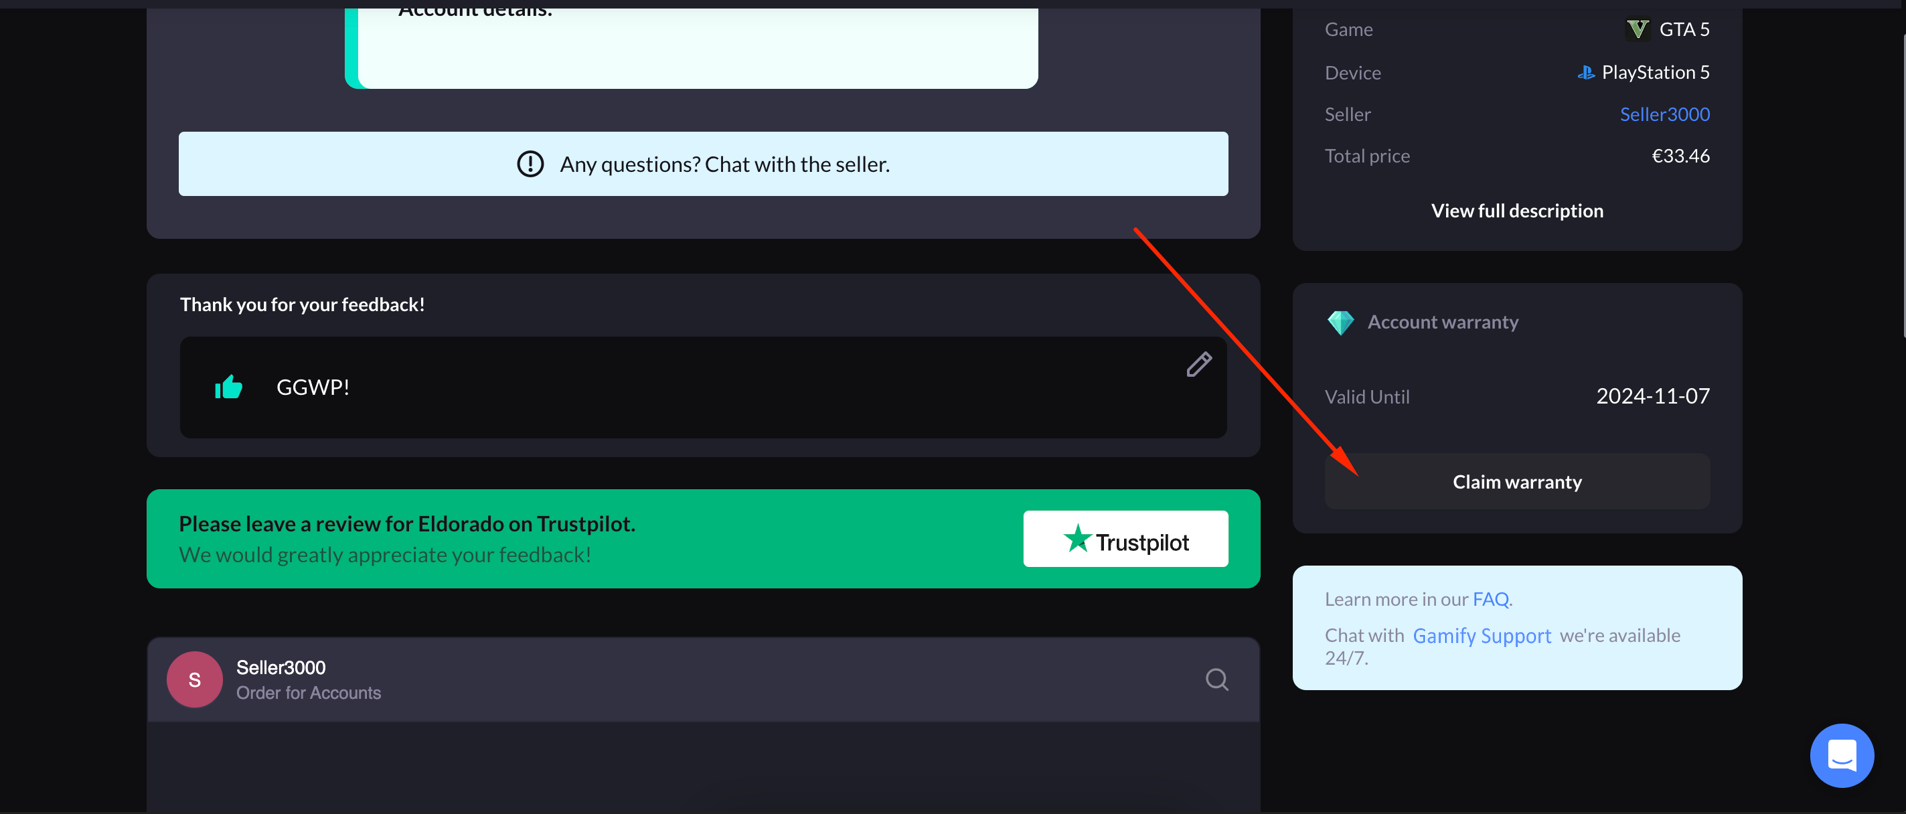 Account details.
Any questions? Chat with the seller.
Thank you for your feedback!
GGWP!
Please leave a review for Eldorado on Trustpilot.
We would greatly appreciate your feedback!
Trustpilot
S
Seller3000
Order for Accounts
Game GTA 5
Device PlayStation 5
Seller Seller3000
Total price €33.46
View full description
Account warranty
Valid Until 2024-11-07
Claim warranty
Learn more in our FAQ.
Chat with Gamify Support we're available
24/7.